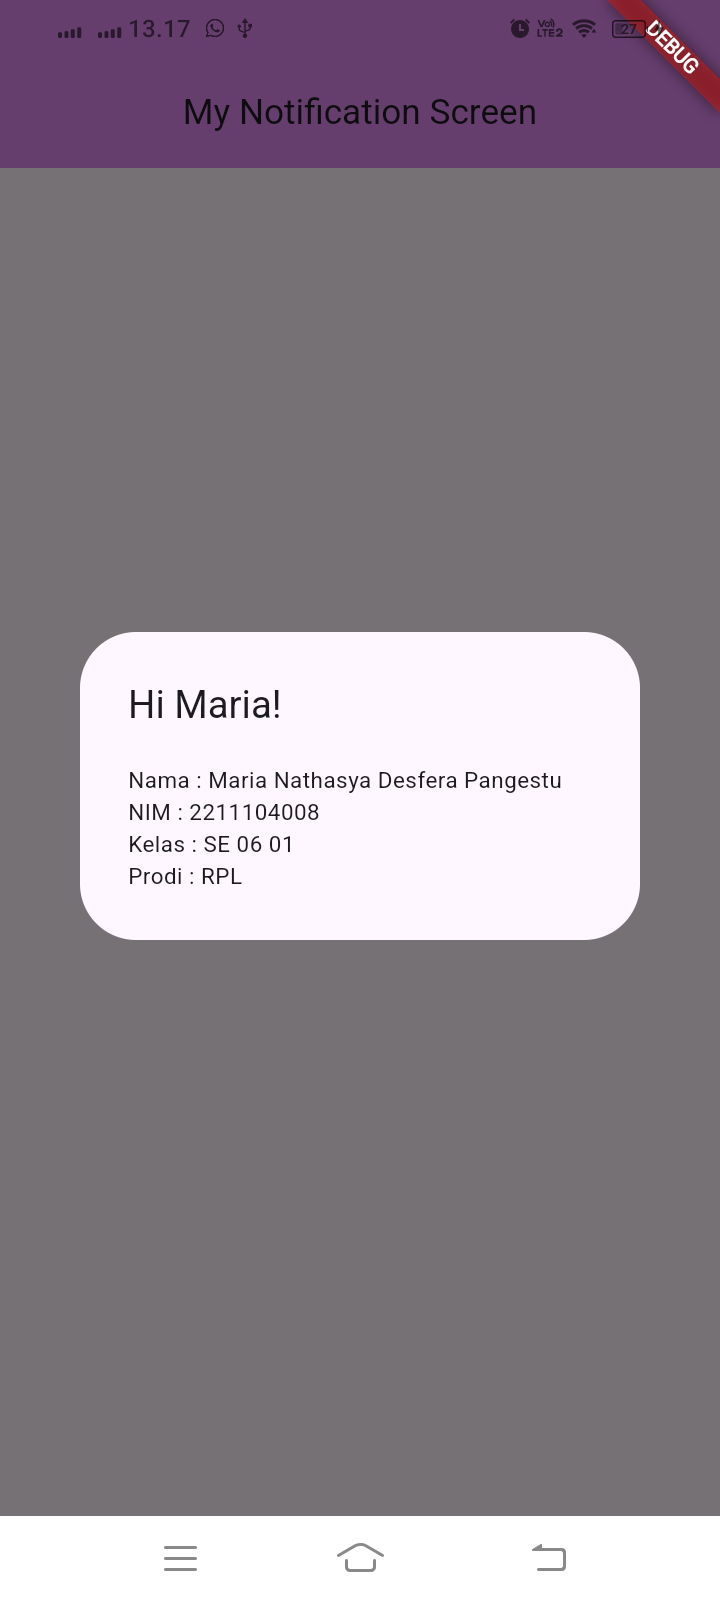 13.17
Vo))
LTE2
27
DEBUG
My Notification Screen
Hi Maria!
Nama : Maria Nathasya Desfera Pangestu
NIM : 2211104008
Kelas : SE 06 01
Prodi : RPL